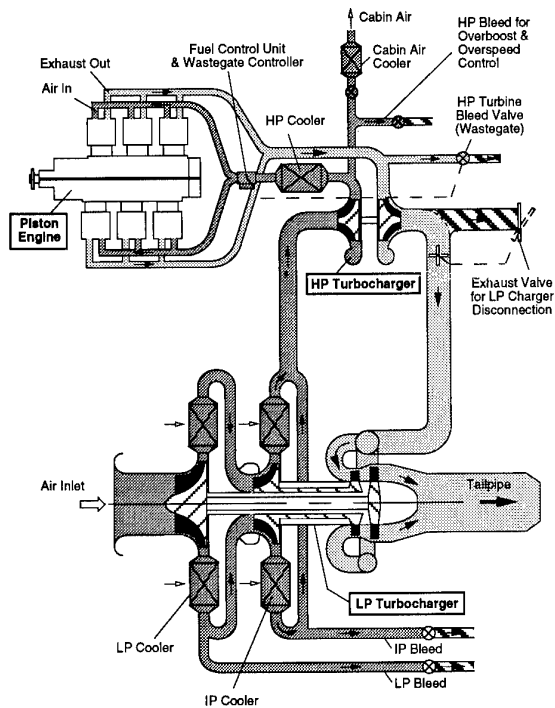 Cabin Air
Fuel Control Unit
& Wastegate Controller
Cabin Air
Cooler
HP Bleed for
Overboost &
Overspeed
Control
Exhaust Out
Air In
HP Cooler
HP Turbine
Bleed Valve
(Wastegate)
Piston
Engine
HP Turbocharger
Exhaust Valve
for LP Charger
Disconnection
Air Inlet
Tailpipe
LP Turbocharger
LP Cooler
IP Bleed
LP Bleed
IP Cooler